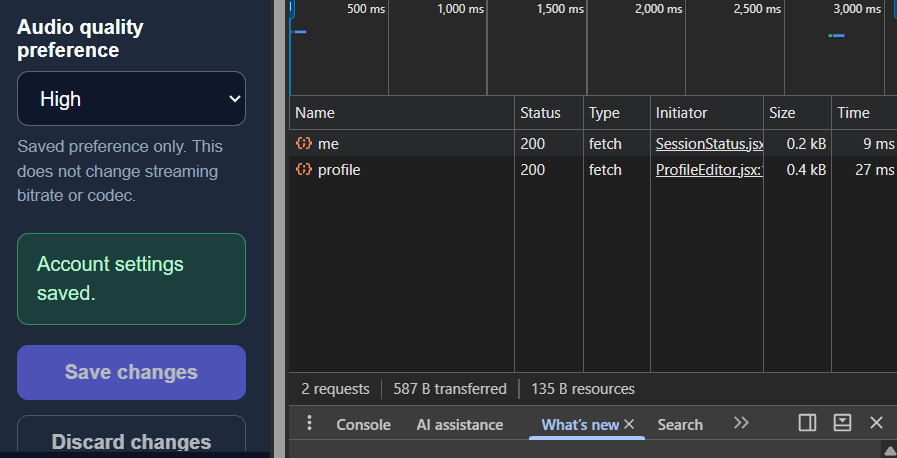 Audio quality
preference
High
Saved preference only. This
does not change streaming
bitrate or codec.
Account settings
saved.
Save changes
Discard changes
500 ms 1,000 ms 1,500 ms 2,000 ms 2,500 ms 3,000 ms
Name Status Type Initiator Size Time
me 200 fetch SessionStatus.jsx 0.2 kB 9 ms
profile 200 fetch ProfileEditor.jsx: 0.4 kB 27 ms
2 requests 587 B transferred 135 B resources
Console AI assistance What's new Search